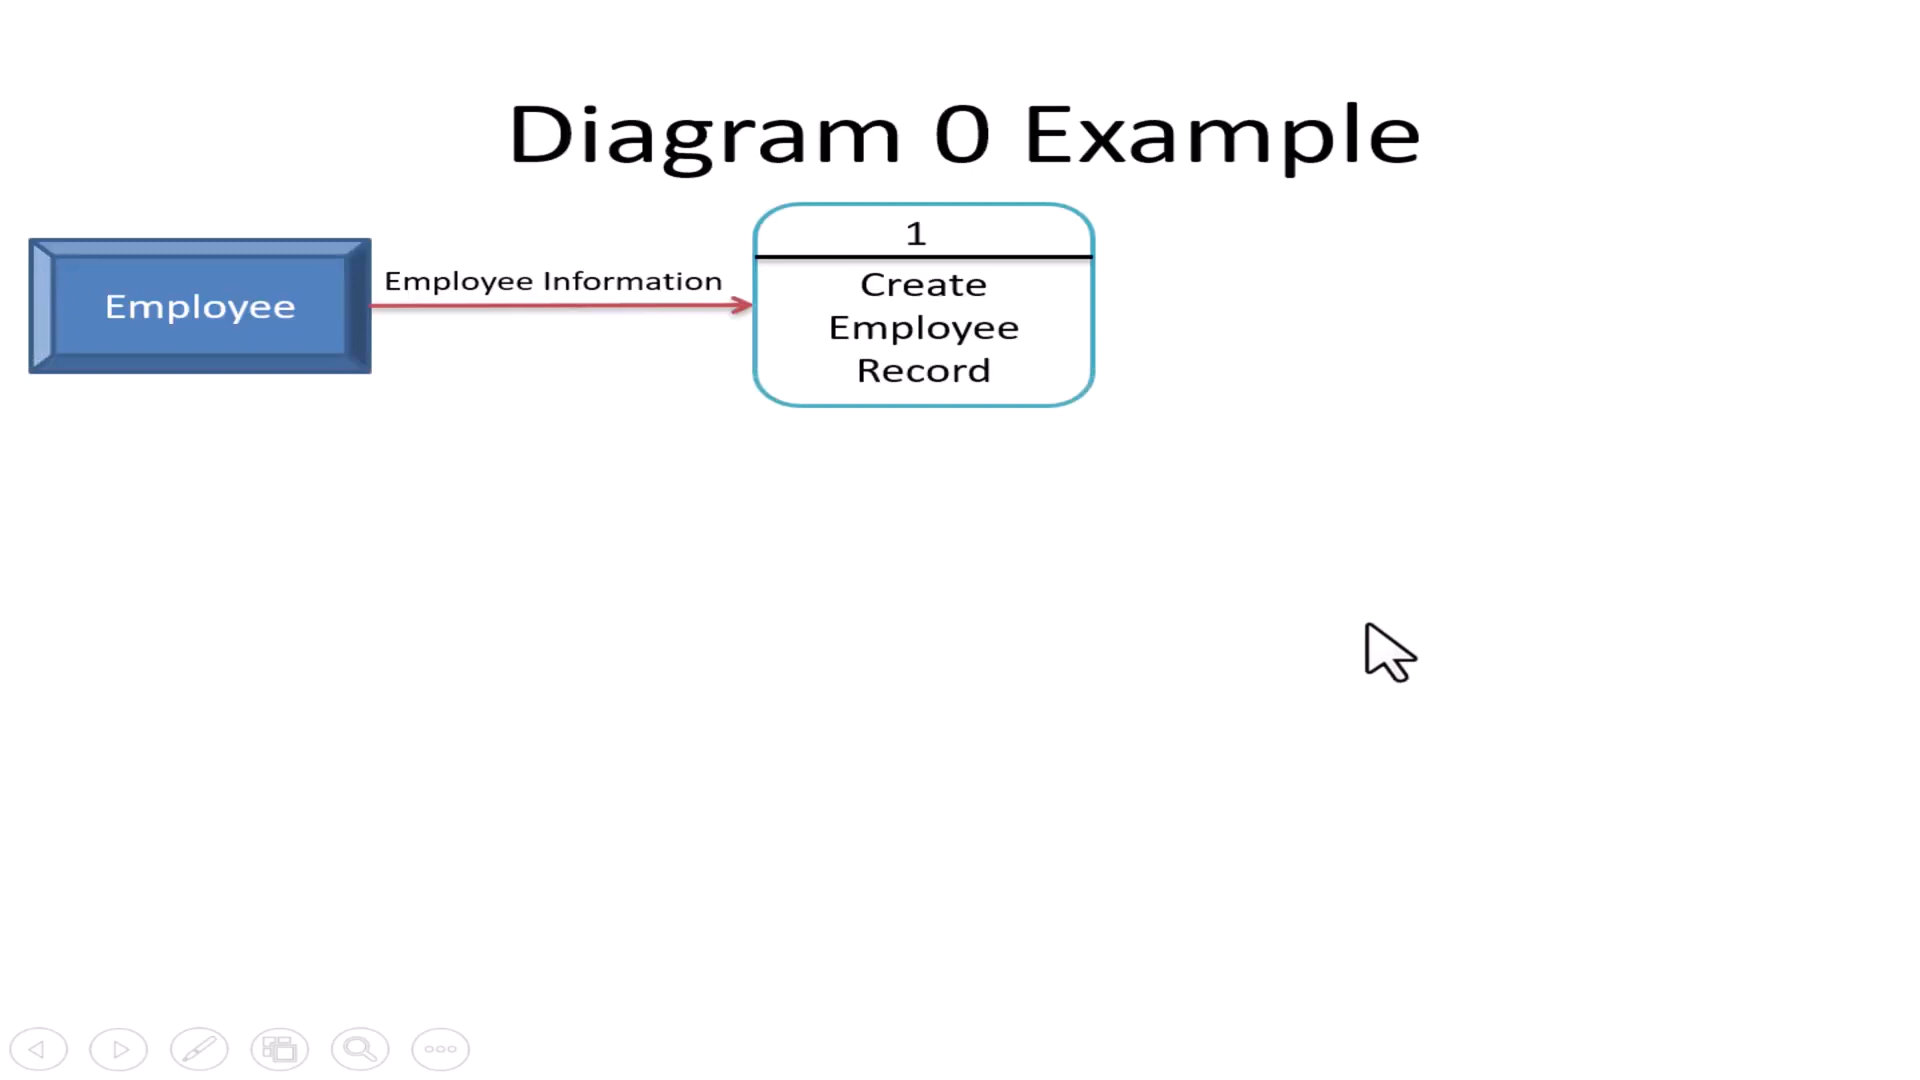 Diagram 0 Example
Employee
Employee Information
1
Create
Employee
Record